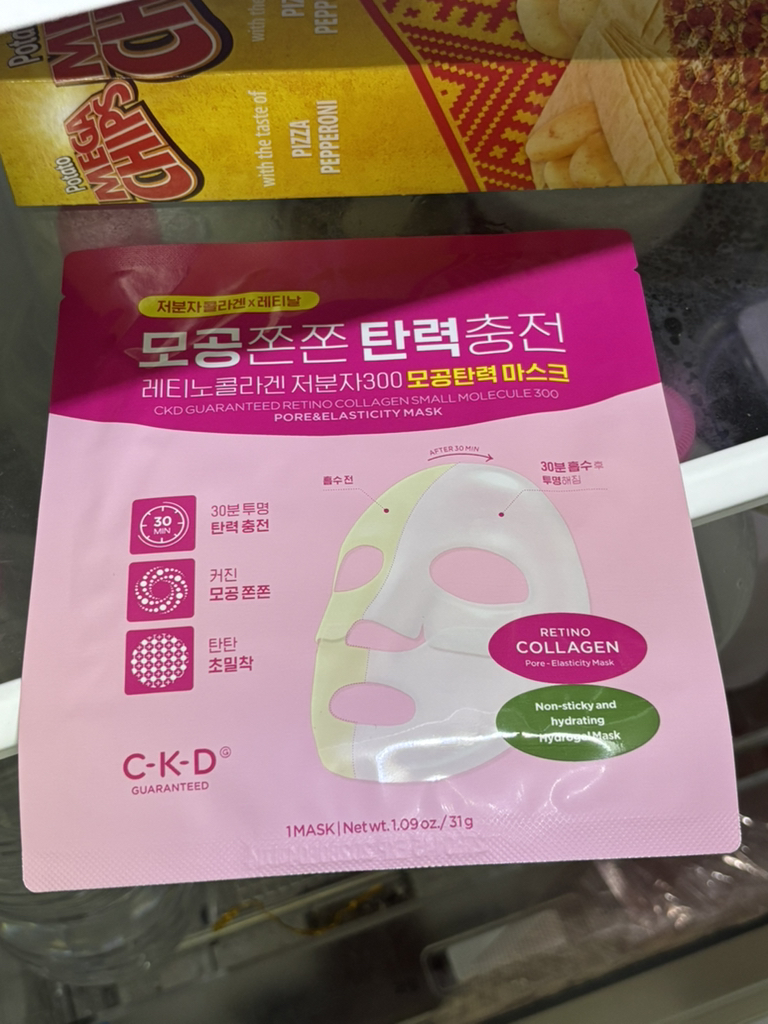 Potato
MEGA
CHIPS
with the taste of
PIZZA
PEPPERONI
저분자콜라겐x레티날
모공쫀쫀 탄력충전
레티노콜라겐 저분자300 모공탄력 마스크
CKD GUARANTEED RETINO COLLAGEN SMALL MOLECULE 300
PORE&ELASTICITY MASK
AFTER 30 MIN
흡수 전
30분 흡수 후
투명해짐
30
MIN
30분 투명
탄력 충전
커진
모공 쫀쫀
탄탄
초밀착
RETINO
COLLAGEN
Pore - Elasticity Mask
Non-sticky and
hydrating
Hydrogel Mask
C-K-D G
GUARANTEED
1 MASK | Net wt. 1.09 oz./ 31 g